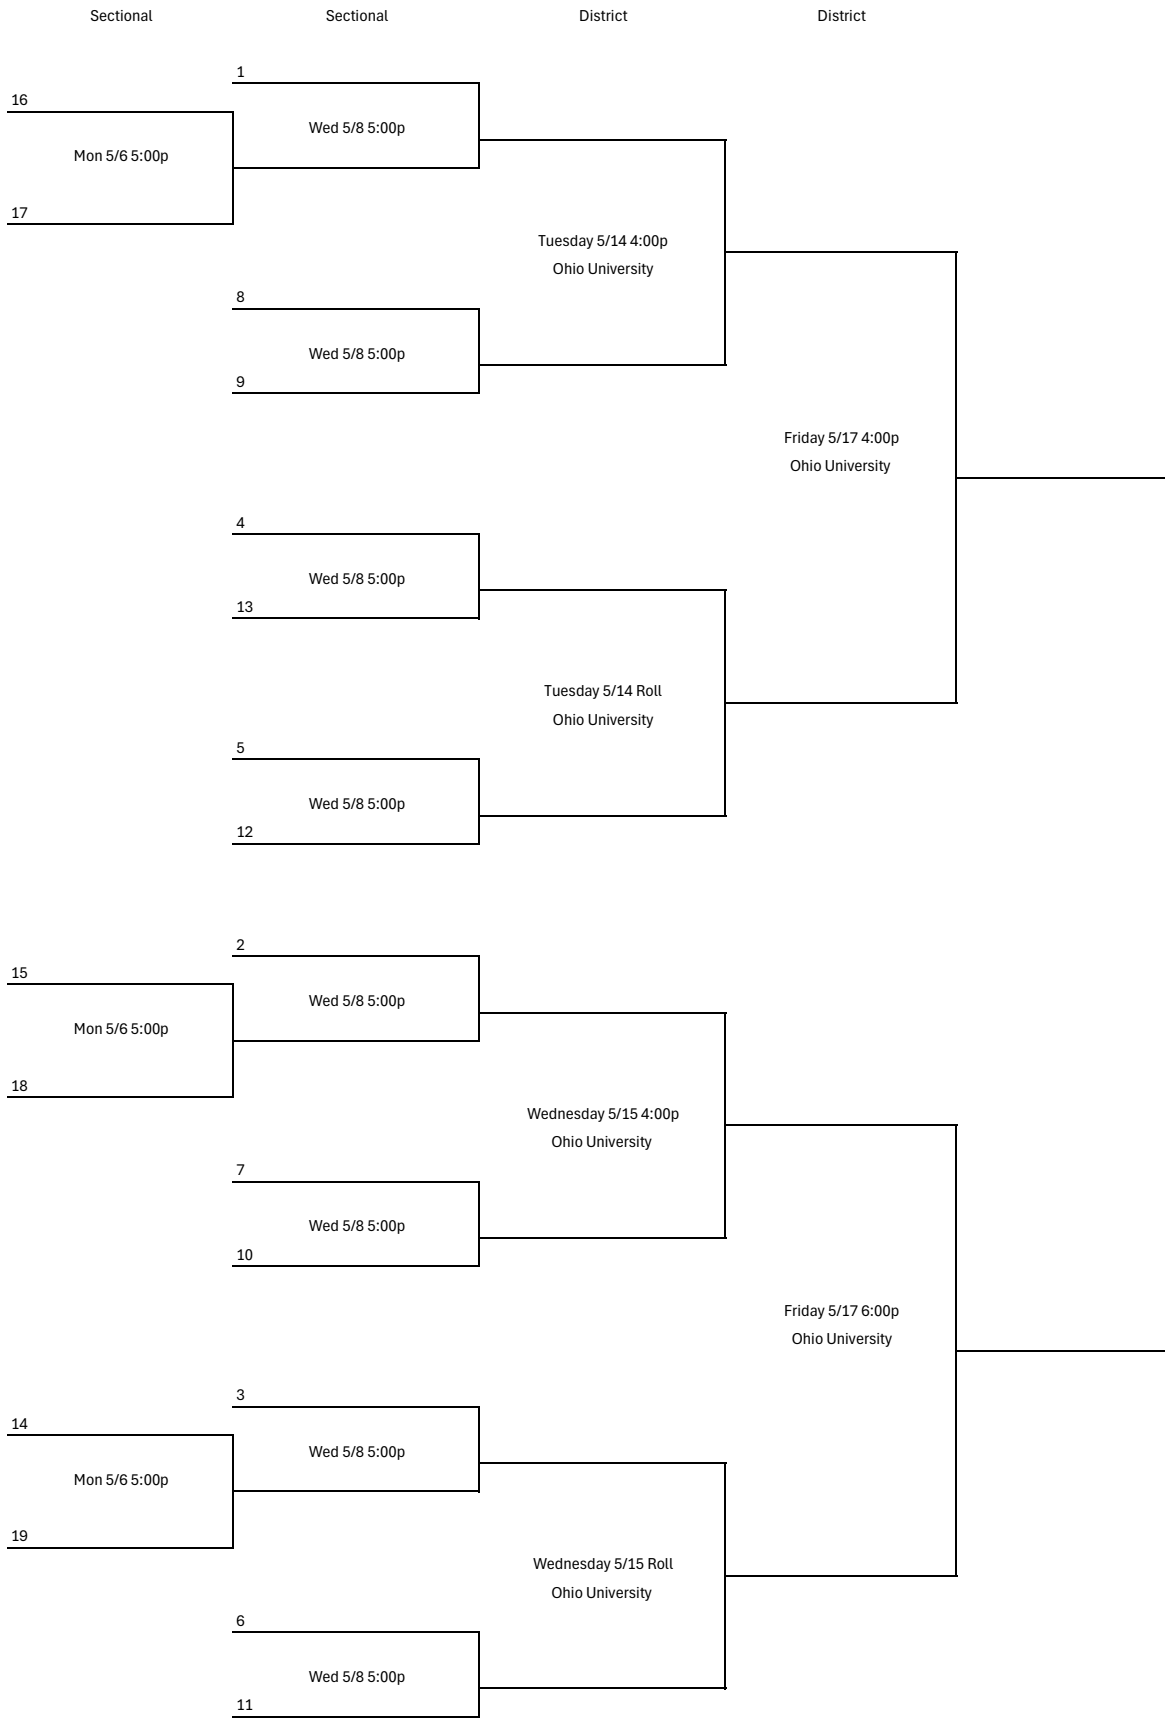 Sectional Sectional District District
1
16
Wed 5/8 5:00p
Mon 5/6 5:00p
17
Tuesday 5/14 4:00p
Ohio University
8
Wed 5/8 5:00p
9
Friday 5/17 4:00p
Ohio University
4
Wed 5/8 5:00p
13
Tuesday 5/14 Roll
Ohio University
5
Wed 5/8 5:00p
12
2
15
Wed 5/8 5:00p
Mon 5/6 5:00p
18
Wednesday 5/15 4:00p
Ohio University
7
Wed 5/8 5:00p
10
Friday 5/17 6:00p
Ohio University
3
14
Wed 5/8 5:00p
Mon 5/6 5:00p
19
Wednesday 5/15 Roll
Ohio University
6
Wed 5/8 5:00p
11